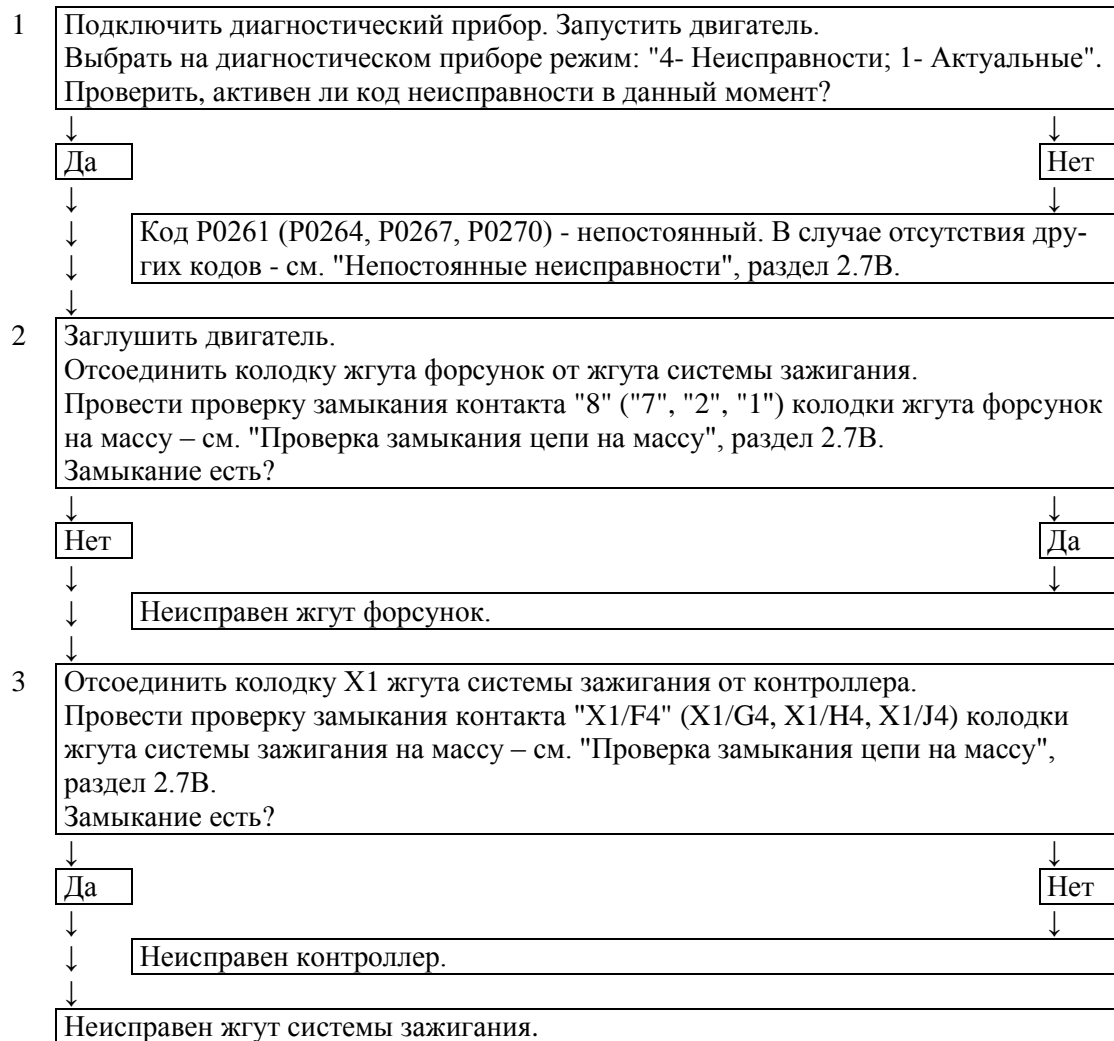 1 Подключить диагностический прибор. Запустить двигатель.
Выбрать на диагностическом приборе режим: "4- Неисправности; 1- Актуальные".
Проверить, активен ли код неисправности в данный момент?
↓ ↓
Да Нет
↓ ↓
↓ Код Р0261 (Р0264, Р0267, Р0270) - непостоянный. В случае отсутствия дру-
↓ гих кодов - см. "Непостоянные неисправности", раздел 2.7В.
↓
2 Заглушить двигатель.
Отсоединить колодку жгута форсунок от жгута системы зажигания.
Провести проверку замыкания контакта "8" ("7", "2", "1") колодки жгута форсунок
на массу – см. "Проверка замыкания цепи на массу", раздел 2.7В.
Замыкание есть?
↓ ↓
Нет Да
↓ ↓
↓ Неисправен жгут форсунок.
↓
3 Отсоединить колодку Х1 жгута системы зажигания от контроллера.
Провести проверку замыкания контакта "X1/F4" (X1/G4, X1/H4, X1/J4) колодки
жгута системы зажигания на массу – см. "Проверка замыкания цепи на массу",
раздел 2.7В.
Замыкание есть?
↓ ↓
Да Нет
↓ ↓
↓ Неисправен контроллер.
↓
Неисправен жгут системы зажигания.